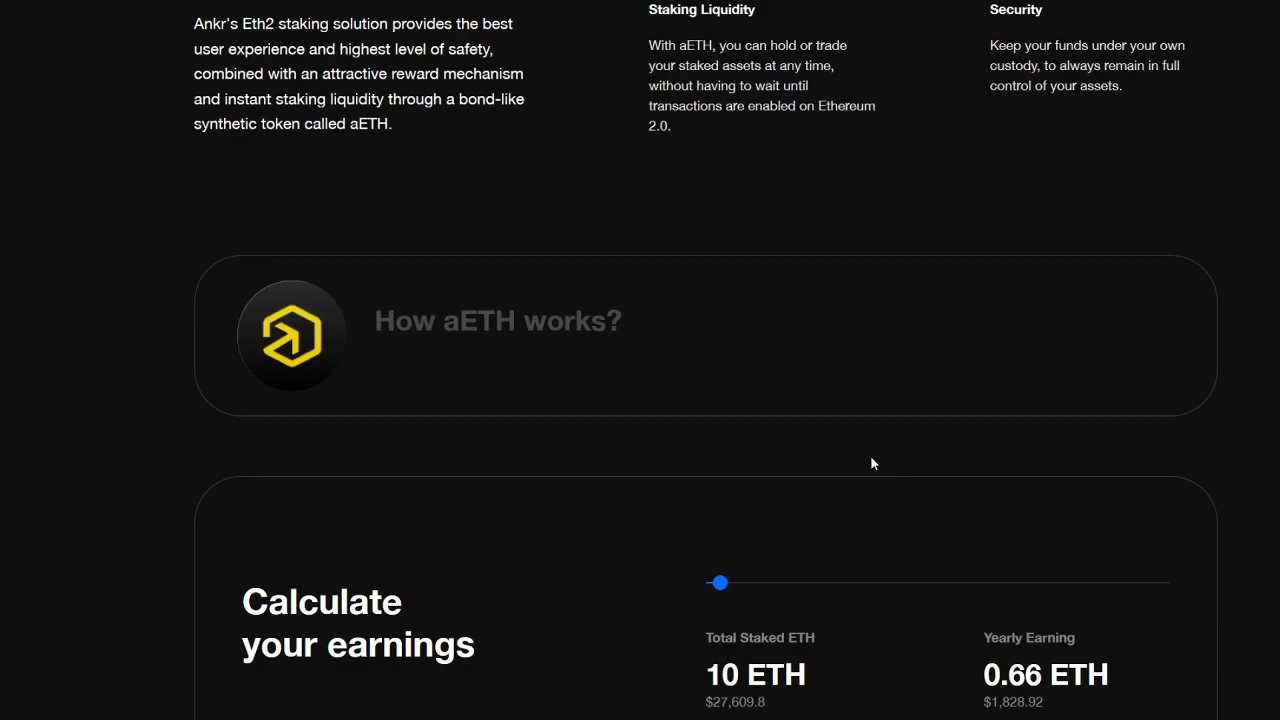 Ankr's Eth2 staking solution provides the best
user experience and highest level of safety,
combined with an attractive reward mechanism
and instant staking liquidity through a bond-like
synthetic token called aETH.
Staking Liquidity
With aETH, you can hold or trade
your staked assets at any time,
without having to wait until
transactions are enabled on Ethereum
2.0.
Security
Keep your funds under your own
custody, to always remain in full
control of your assets.
How aETH works?
Calculate
your earnings
Total Staked ETH
10 ETH
$27,609.8
Yearly Earning
0.66 ETH
$1,828.92